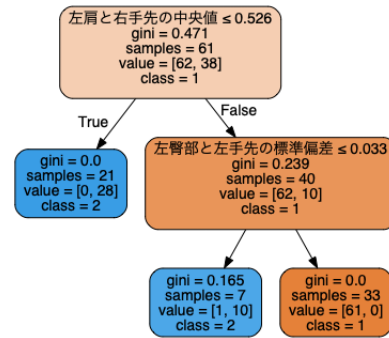 左肩と右手先の中央値 ≤ 0.526
gini = 0.471
samples = 61
value = [62, 38]
class = 1
True
False
gini = 0.0
samples = 21
value = [0, 28]
class = 2
左臀部と左手先の標準偏差 ≤ 0.033
gini = 0.239
samples = 40
value = [62, 10]
class = 1
gini = 0.165
samples = 7
value = [1, 10]
class = 2
gini = 0.0
samples = 33
value = [61, 0]
class = 1